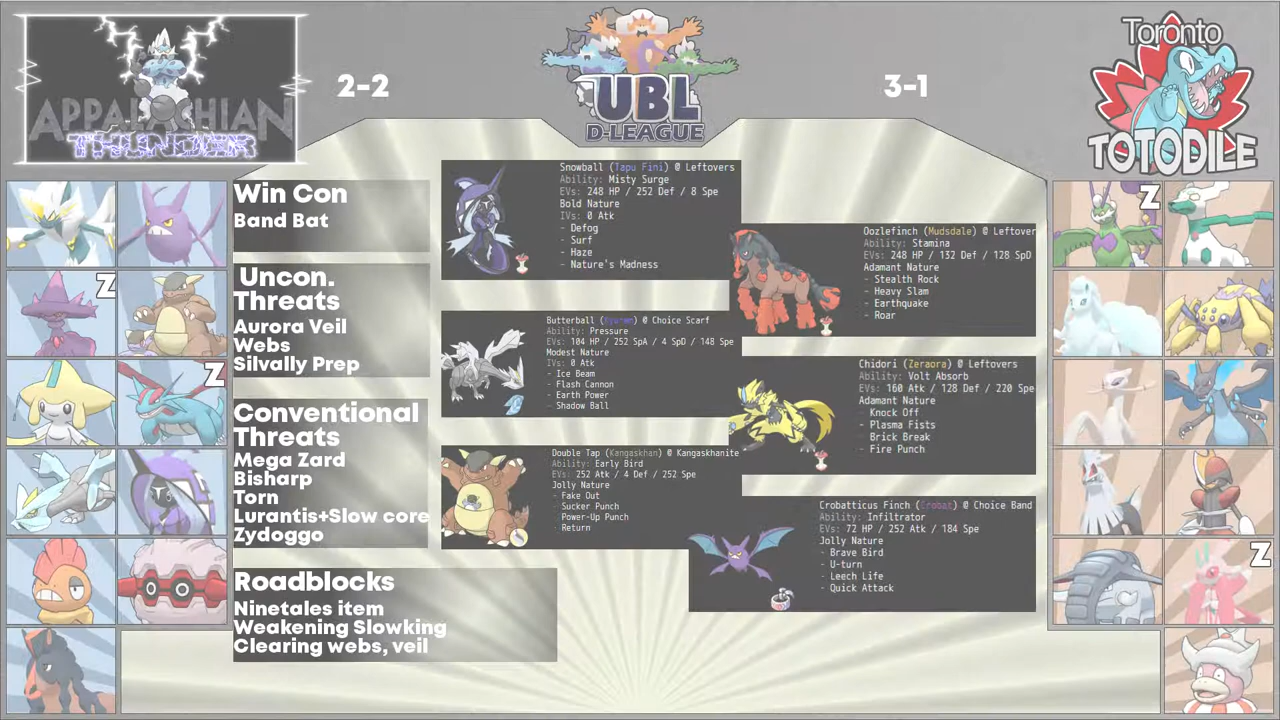 APPALACHIAN
THUNDER
2-2
UBL
D-LEAGUE
3-1
Toronto
TOTODILE
Z
Z
Z
Z
Win Con
Band Bat
Uncon.
Threats
Aurora Veil
Webs
Silvally Prep
Conventional
Threats
Mega Zard
Bisharp
Torn
Lurantis+Slow core
Zydoggo
Roadblocks
Ninetales item
Weakening Slowking
Clearing webs, veil
Snowball (Tapu Fini) @ Leftovers
Ability: Misty Surge
EVs: 248 HP / 252 Def / 8 Spe
Bold Nature
IVs: 0 Atk
- Defog
- Surf
- Haze
- Nature's Madness
Oozlefinch (Mudsdale) @ Leftover
Ability: Stamina
EVs: 248 HP / 132 Def / 128 SpD
Adamant Nature
- Stealth Rock
- Heavy Slam
- Earthquake
- Roar
Butterball (Kyurem) @ Choice Scarf
Ability: Pressure
EVs: 104 HP / 252 SpA / 4 SpD / 148 Spe
Modest Nature
IVs: 0 Atk
- Ice Beam
- Flash Cannon
- Earth Power
- Shadow Ball
Chidori (Zeraora) @ Leftovers
Ability: Volt Absorb
EVs: 160 Atk / 128 Def / 220 Spe
Adamant Nature
- Knock Off
- Plasma Fists
- Brick Break
- Fire Punch
Double Tap (Kangaskhan) @ Kangaskhanite
Ability: Early Bird
EVs: 252 Atk / 4 Def / 252 Spe
Jolly Nature
- Fake Out
- Sucker Punch
- Power-Up Punch
- Return
Crobatticus Finch (Crobat) @ Choice Band
Ability: Infiltrator
EVs: 72 HP / 252 Atk / 184 Spe
Jolly Nature
- Brave Bird
- U-turn
- Leech Life
- Quick Attack